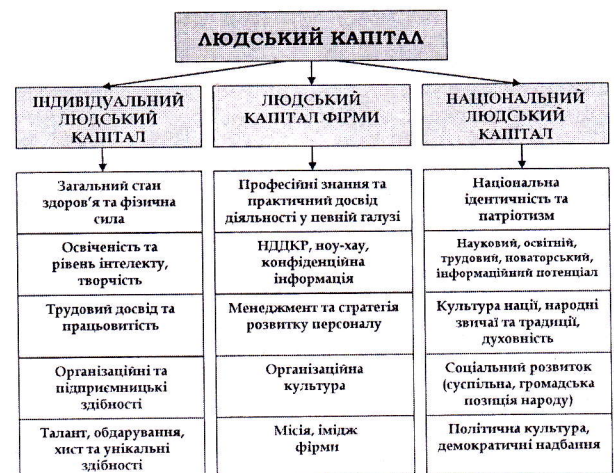 ЛЮДСЬКИЙ КАПІТАЛ
ІНДИВІДУАЛЬНИЙ
ЛЮДСЬКИЙ
КАПІТАЛ
Загальний стан
здоров'я та фізична
сила
Освіченість та
рівень інтелекту,
творчість
Трудовий досвід та
працьовитість
Організаційні та
підприємницькі
здібності
Талант, обдарування,
хист та унікальні
здібності
ЛЮДСЬКИЙ
КАПІТАЛ ФІРМИ
Професійні знання та
практичний досвід
діяльності у певній галузі
НДДКР, ноу-хау,
конфіденційна
інформація
Менеджмент та стратегія
розвитку персоналу
Організаційна
культура
Місія, імідж
фірми
НАЦІОНАЛЬНИЙ
ЛЮДСЬКИЙ
КАПІТАЛ
Національна
ідентичність та
патріотизм
Науковий, освітній,
трудовий, новаторський,
інформаційний потенціал
Культура нації, народні
звичаї та традиції,
духовність
Соціальний розвиток
(суспільна, громадська
позиція народу)
Політична культура,
демократичні надбання